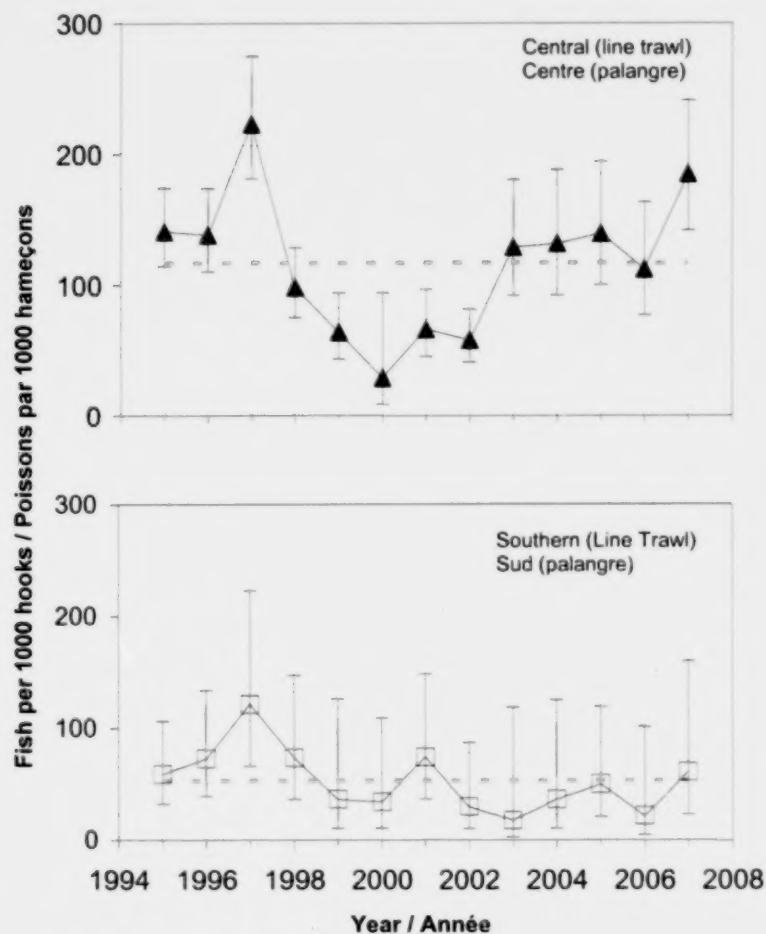 300
Central (line trawl)
Centre (palangre)
200
100
0
Fish per 1000 hooks / Poissons par 1000 hameçons
300
Southern (Line Trawl)
Sud (palangre)
200
100
0
1994 1996 1998 2000 2002 2004 2006 2008
Year / Année